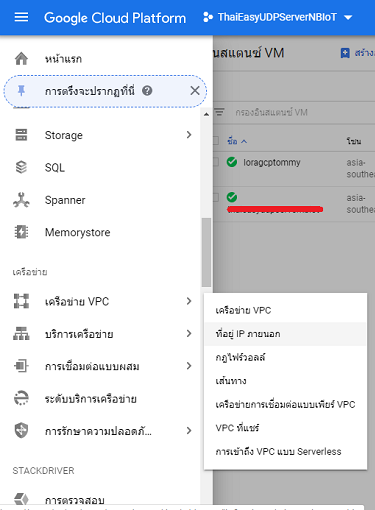 Google Cloud Platform
ThaiEasyUDPServerNBIoT
หน้าแรก
การตรึงจะปรากฏที่นี่
Storage
SQL
Spanner
Memorystore
เครือข่าย
เครือข่าย VPC
บริการเครือข่าย
การเชื่อมต่อแบบผสม
ระดับบริการเครือข่าย
การรักษาความปลอดภั...
STACKDRIVER
การตรวจสอบ
นสแตนซ์ VM
สร้าง
กรองอินสแตนซ์ VM
ชื่อ
โซน
loragcptommy
asia-
southea
asia-
southea
เครือข่าย VPC
ที่อยู่ IP ภายนอก
กฎไฟร์วอลล์
เส้นทาง
เครือข่ายการเชื่อมต่อแบบเพียร์ VPC
VPC ที่แชร์
การเข้าถึง VPC แบบ Serverless